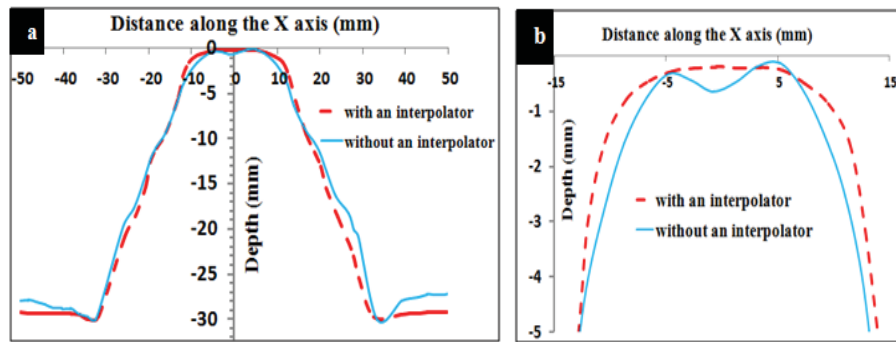 a
Distance along the X axis (mm)
-50 -40 -30 -20 -10 0 10 20 30 40 50
0
-5
-10
-15
-20
-25
-30
Depth (mm)
with an interpolator
without an interpolator
b
Distance along the X axis (mm)
-15 -5 5 15
-1
-2
-3
-4
-5
Depth (mm)
with an interpolator
without an interpolator